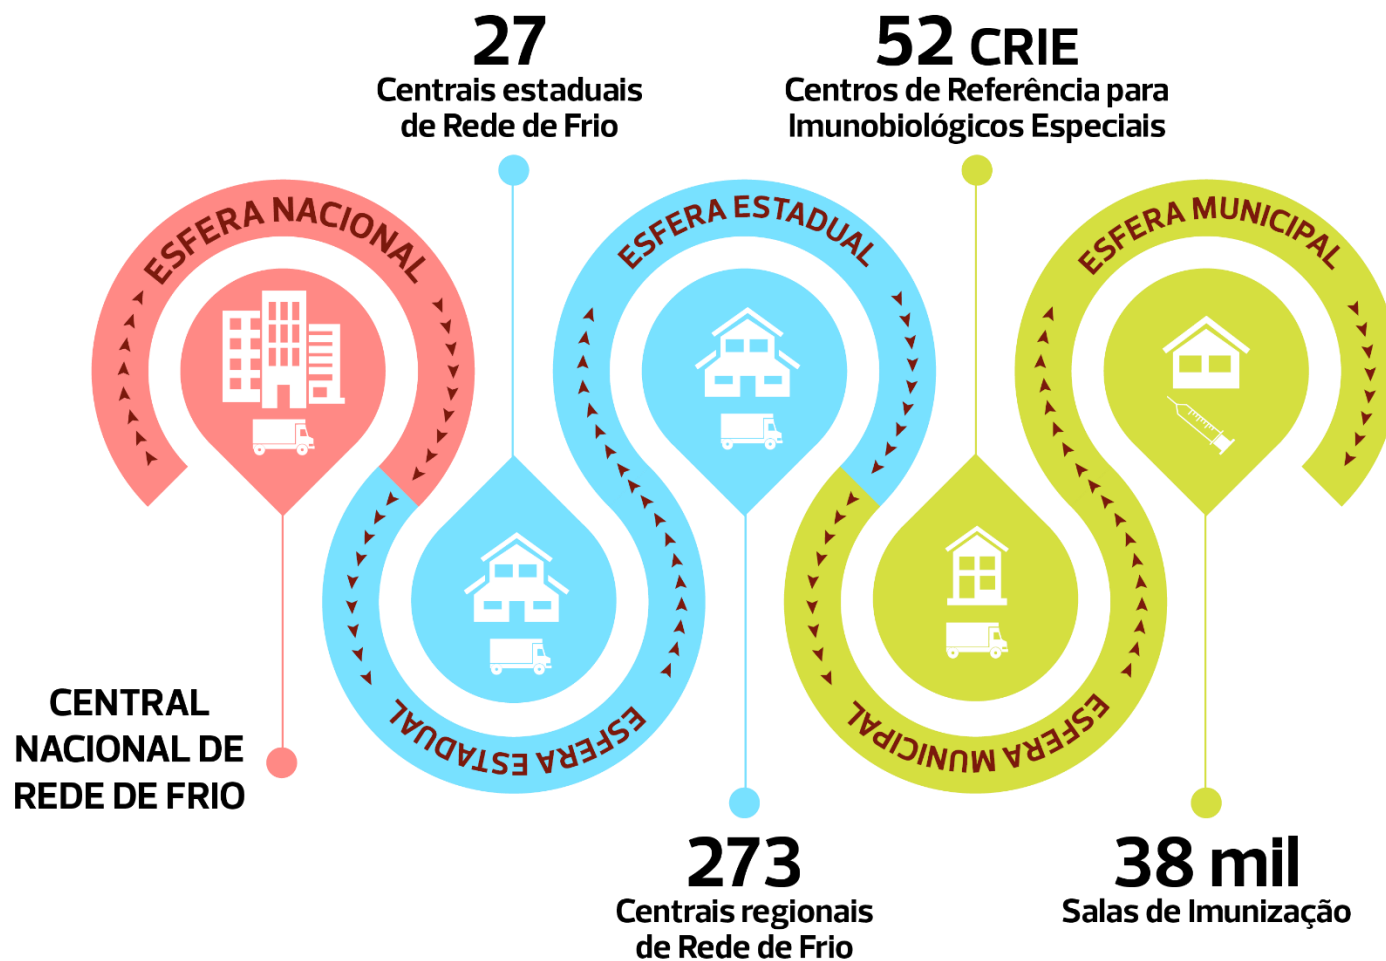 27
Centrais estaduais
de Rede de Frio
52 CRIE
Centros de Referência para
Imunobiológicos Especiais
ESFERA NACIONAL
ESFERA ESTADUAL
ESFERA MUNICIPAL
CENTRAL
NACIONAL DE
REDE DE FRIO
ESFERA ESTADUAL
ESFERA MUNICIPAL
273
Centrais regionais
de Rede de Frio
38 mil
Salas de Imunização